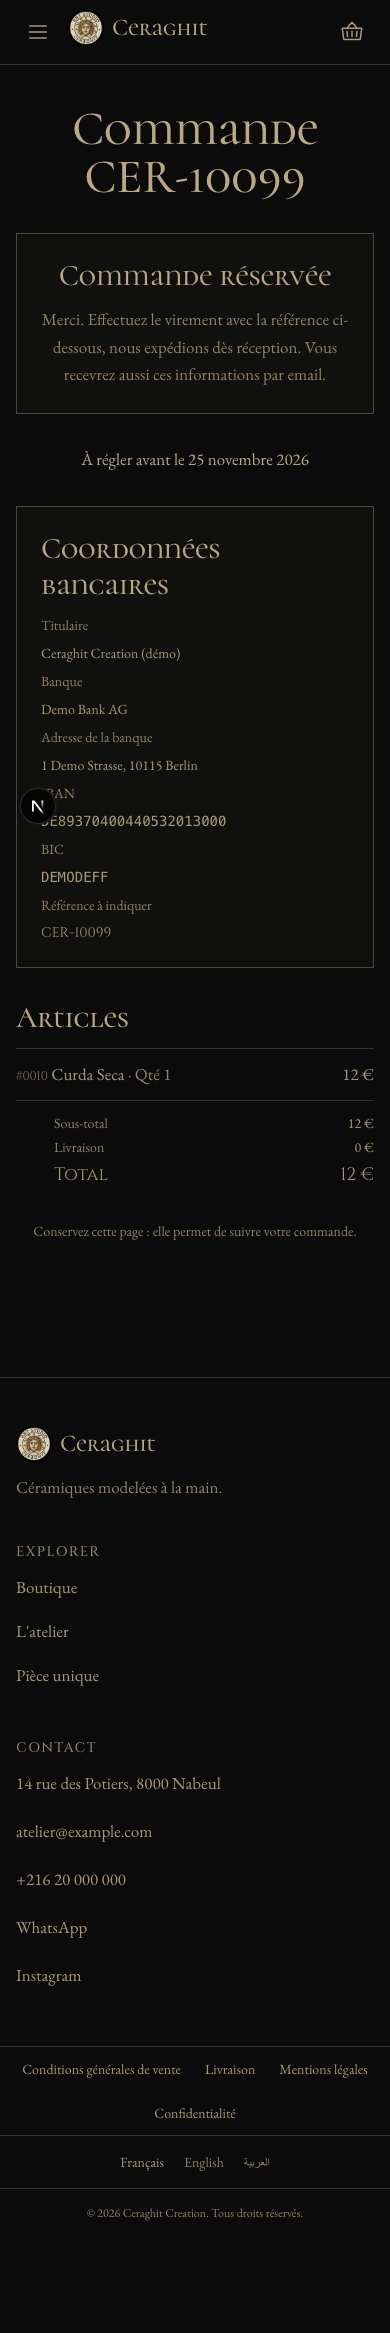 Ceraghit
Commande
CER-10099
Commande réservée
Merci. Effectuez le virement avec la référence ci-
dessous, nous expédions dès réception. Vous
recevrez aussi ces informations par email.
À régler avant le 25 novembre 2026
Coordonnées
bancaires
Titulaire
Ceraghit Creation (démo)
Banque
Demo Bank AG
Adresse de la banque
1 Demo Strasse, 10115 Berlin
BAN
DE89370400440532013000
BIC
DEMODEFF
Référence à indiquer
CER-10099
Articles
#0010 Curda Seca · Qté 1 12 €
Sous-total 12 €
Livraison 0 €
Total 12 €
Conservez cette page : elle permet de suivre votre commande.
Ceraghit
Céramiques modelées à la main.
EXPLORER
Boutique
L'atelier
Pièce unique
CONTACT
14 rue des Potiers, 8000 Nabeul
atelier@example.com
+216 20 000 000
WhatsApp
Instagram
Conditions générales de vente Livraison Mentions légales
Confidentialité
Français English العربية
© 2026 Ceraghit Creation. Tous droits réservés.